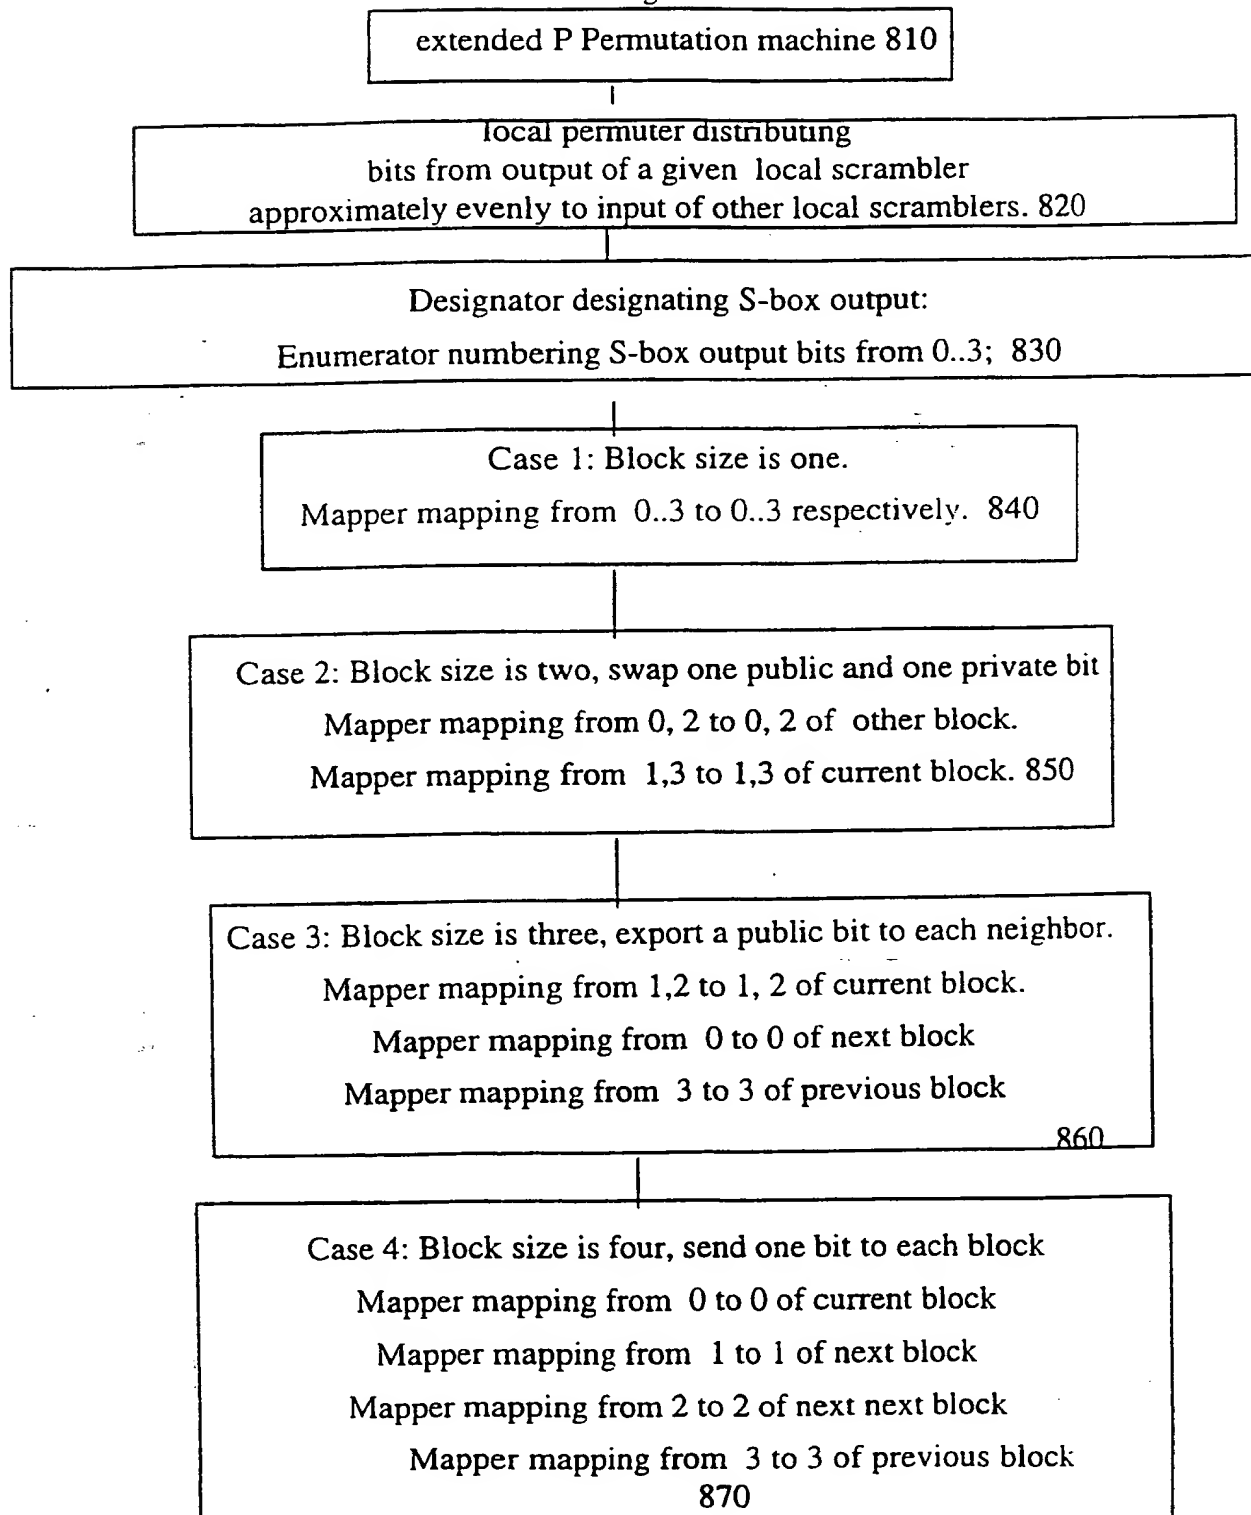 extended P Permutation machine 810
local permuter distributing
bits from output of a given local scrambler
approximately evenly to input of other local scramblers. 820
Designator designating S-box output:
Enumerator numbering S-box output bits from 0..3; 830
Case 1: Block size is one.
Mapper mapping from 0..3 to 0..3 respectively. 840
Case 2: Block size is two, swap one public and one private bit
Mapper mapping from 0, 2 to 0, 2 of other block.
Mapper mapping from 1,3 to 1,3 of current block. 850
Case 3: Block size is three, export a public bit to each neighbor.
Mapper mapping from 1,2 to 1, 2 of current block.
Mapper mapping from 0 to 0 of next block
Mapper mapping from 3 to 3 of previous block
860
Case 4: Block size is four, send one bit to each block
Mapper mapping from 0 to 0 of current block
Mapper mapping from 1 to 1 of next block
Mapper mapping from 2 to 2 of next next block
Mapper mapping from 3 to 3 of previous block
870